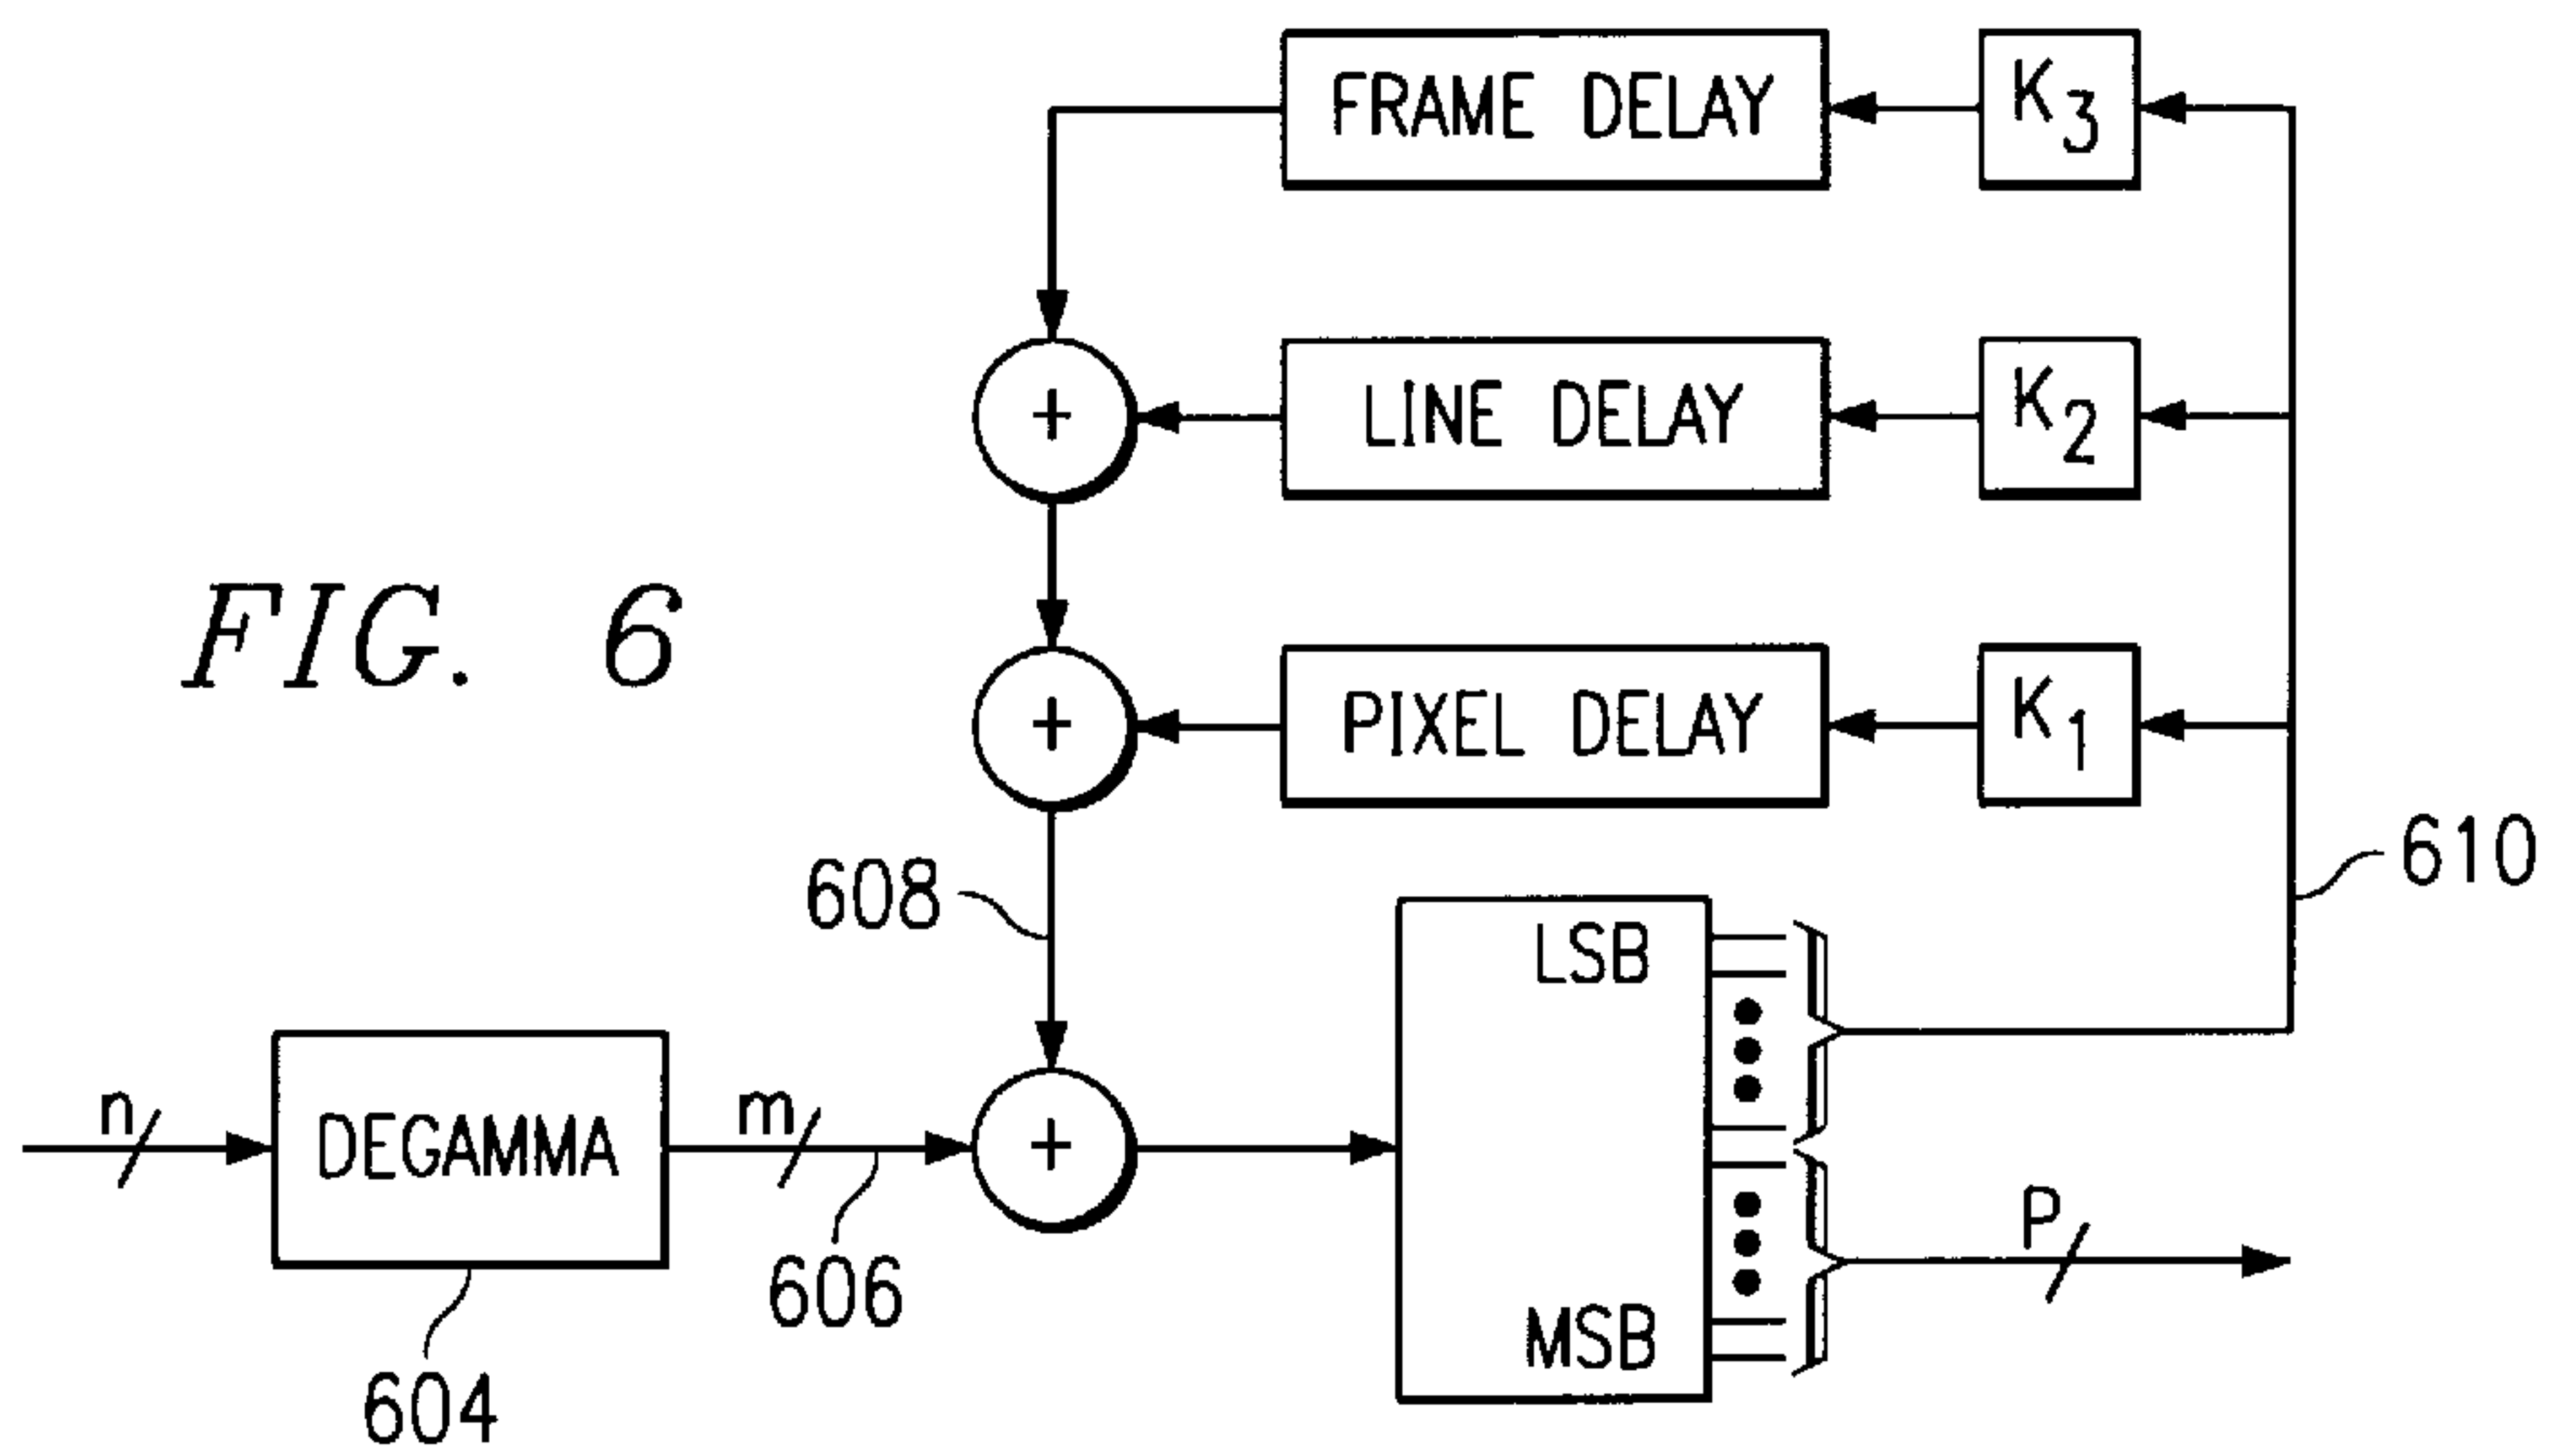 FRAME DELAY
K3
+
LINE DELAY
K2
FIG. 6
+
PIXEL DELAY
K1
608
610
LSB
n
DEGAMMA
m
+
606
P
MSB
604